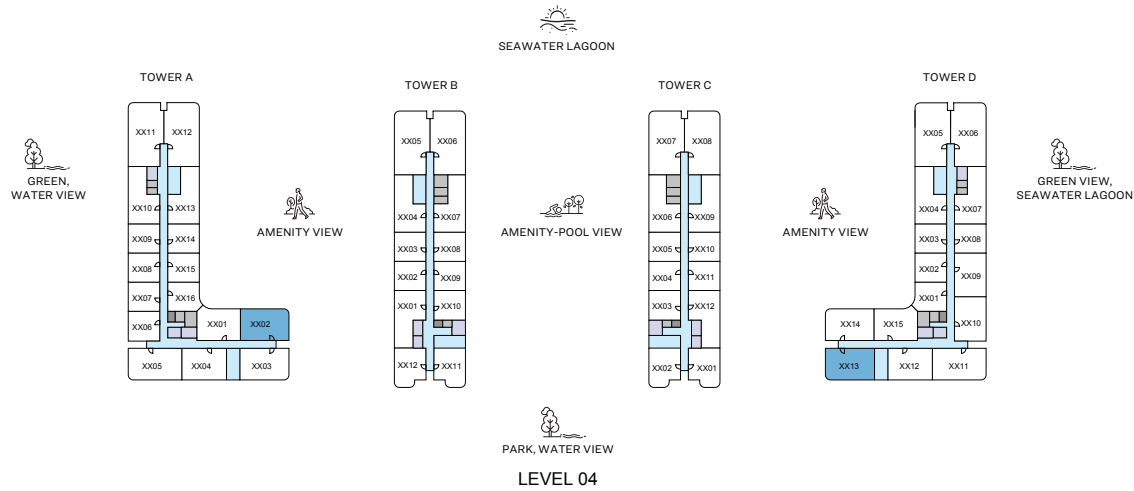 SEAWATER LAGOON
TOWER A
TOWER B
TOWER C
TOWER D
GREEN,
WATER VIEW
AMENITY VIEW
AMENITY-POOL VIEW
AMENITY VIEW
GREEN VIEW,
SEAWATER LAGOON
XX11 XX12
XX10 XX13
XX09 XX14
XX08 XX15
XX07 XX16
XX06 XX01 XX02
XX05 XX04 XX03
XX05 XX06
XX04 XX07
XX03 XX08
XX02 XX09
XX01 XX10
XX12 XX11
XX07 XX08
XX06 XX09
XX05 XX10
XX04 XX11
XX03 XX12
XX02 XX01
XX05 XX06
XX04 XX07
XX03 XX08
XX02 XX09
XX01
XX14 XX15 XX10
XX13 XX12 XX11
PARK, WATER VIEW
LEVEL 04